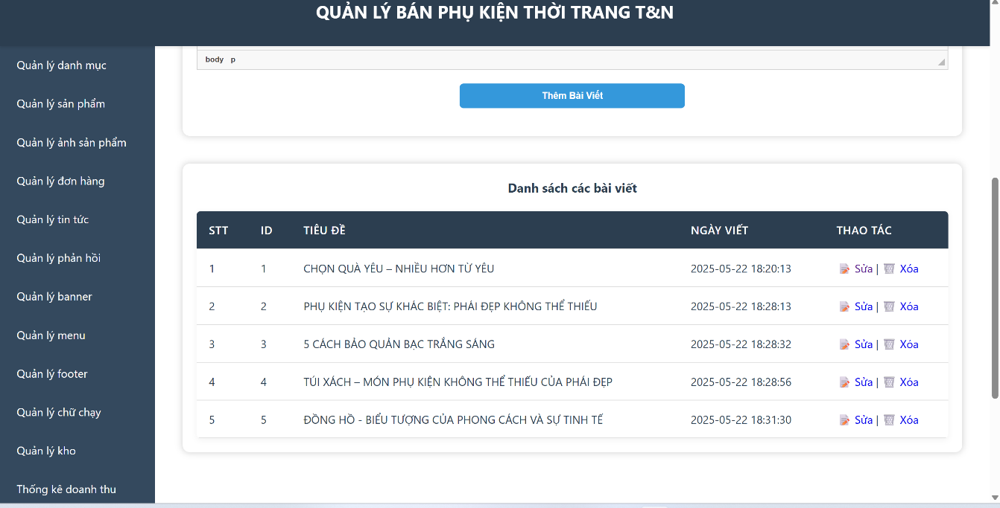 QUẢN LÝ BÁN PHỤ KIỆN THỜI TRANG T&N
Quản lý danh mục
Quản lý sản phẩm
Quản lý ảnh sản phẩm
Quản lý đơn hàng
Quản lý tin tức
Quản lý phản hồi
Quản lý banner
Quản lý menu
Quản lý footer
Quản lý chữ chạy
Quản lý kho
Thống kê doanh thu
body p
Thêm Bài Viết
Danh sách các bài viết
STT ID TIÊU ĐỀ NGÀY VIẾT THAO TÁC
1 1 CHỌN QUÀ YÊU – NHIỀU HƠN TỪ YÊU 2025-05-22 18:20:13 Sửa | Xóa
2 2 PHỤ KIỆN TẠO SỰ KHÁC BIỆT: PHÁI ĐẸP KHÔNG THỂ THIẾU 2025-05-22 18:28:13 Sửa | Xóa
3 3 5 CÁCH BẢO QUẢN BẠC TRẮNG SÁNG 2025-05-22 18:28:32 Sửa | Xóa
4 4 TÚI XÁCH – MÓN PHỤ KIỆN KHÔNG THỂ THIẾU CỦA PHÁI ĐẸP 2025-05-22 18:28:56 Sửa | Xóa
5 5 ĐỒNG HỒ - BIỂU TƯỢNG CỦA PHONG CÁCH VÀ SỰ TINH TẾ 2025-05-22 18:31:30 Sửa | Xóa